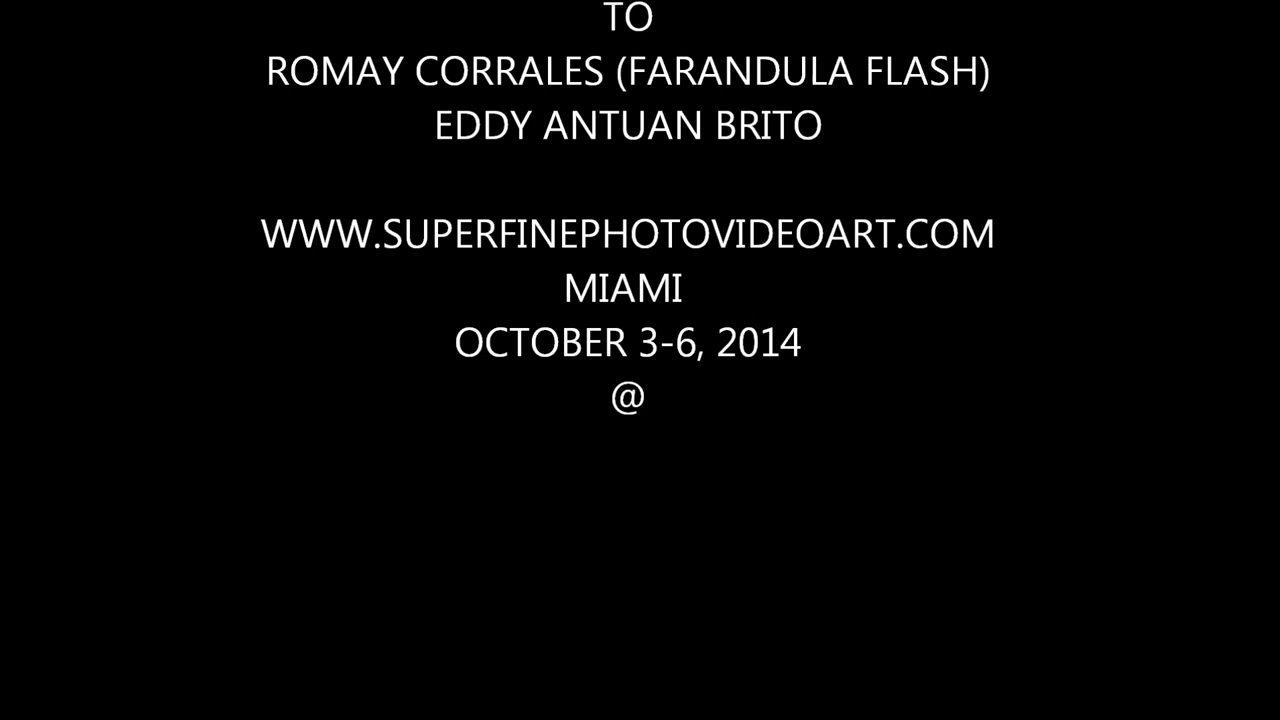 TO
ROMAY CORRALES (FARANDULA FLASH)
EDDY ANTUAN BRITO
WWW.SUPERFINEPHOTOVIDEOART.COM
MIAMI
OCTOBER 3-6, 2014
@